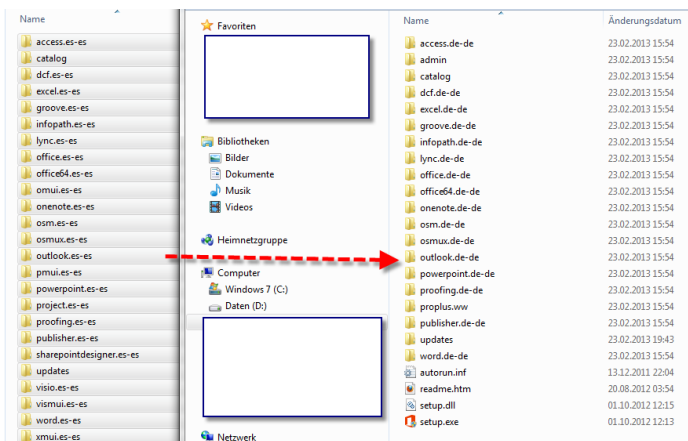 Name
access.es-es
catalog
dcf.es-es
excel.es-es
groove.es-es
infopath.es-es
lync.es-es
office.es-es
office64.es-es
omui.es-es
onenote.es-es
osm.es-es
osmux.es-es
outlook.es-es
pmui.es-es
powerpoint.es-es
project.es-es
proofing.es-es
publisher.es-es
sharepointdesigner.es-es
updates
visio.es-es
vismui.es-es
word.es-es
xmui.es-es
Favoriten
Bibliotheken
Bilder
Dokumente
Musik
Videos
Heimnetzgruppe
Computer
Windows 7 (C:)
Daten (D:)
Netzwerk
Name Änderungsdatum
access.de-de 23.02.2013 15:54
admin 23.02.2013 15:54
catalog 23.02.2013 15:54
dcf.de-de 23.02.2013 15:54
excel.de-de 23.02.2013 15:54
groove.de-de 23.02.2013 15:54
infopath.de-de 23.02.2013 15:54
lync.de-de 23.02.2013 15:54
office.de-de 23.02.2013 15:54
office64.de-de 23.02.2013 15:54
onenote.de-de 23.02.2013 15:54
osm.de-de 23.02.2013 15:54
osmux.de-de 23.02.2013 15:54
outlook.de-de 23.02.2013 15:54
powerpoint.de-de 23.02.2013 15:54
proofing.de-de 23.02.2013 15:54
proplus.ww 23.02.2013 15:54
publisher.de-de 23.02.2013 15:54
updates 23.02.2013 19:43
word.de-de 23.02.2013 15:54
autorun.inf 13.12.2011 22:04
readme.htm 20.08.2012 03:54
setup.dll 01.10.2012 12:15
setup.exe 01.10.2012 12:13